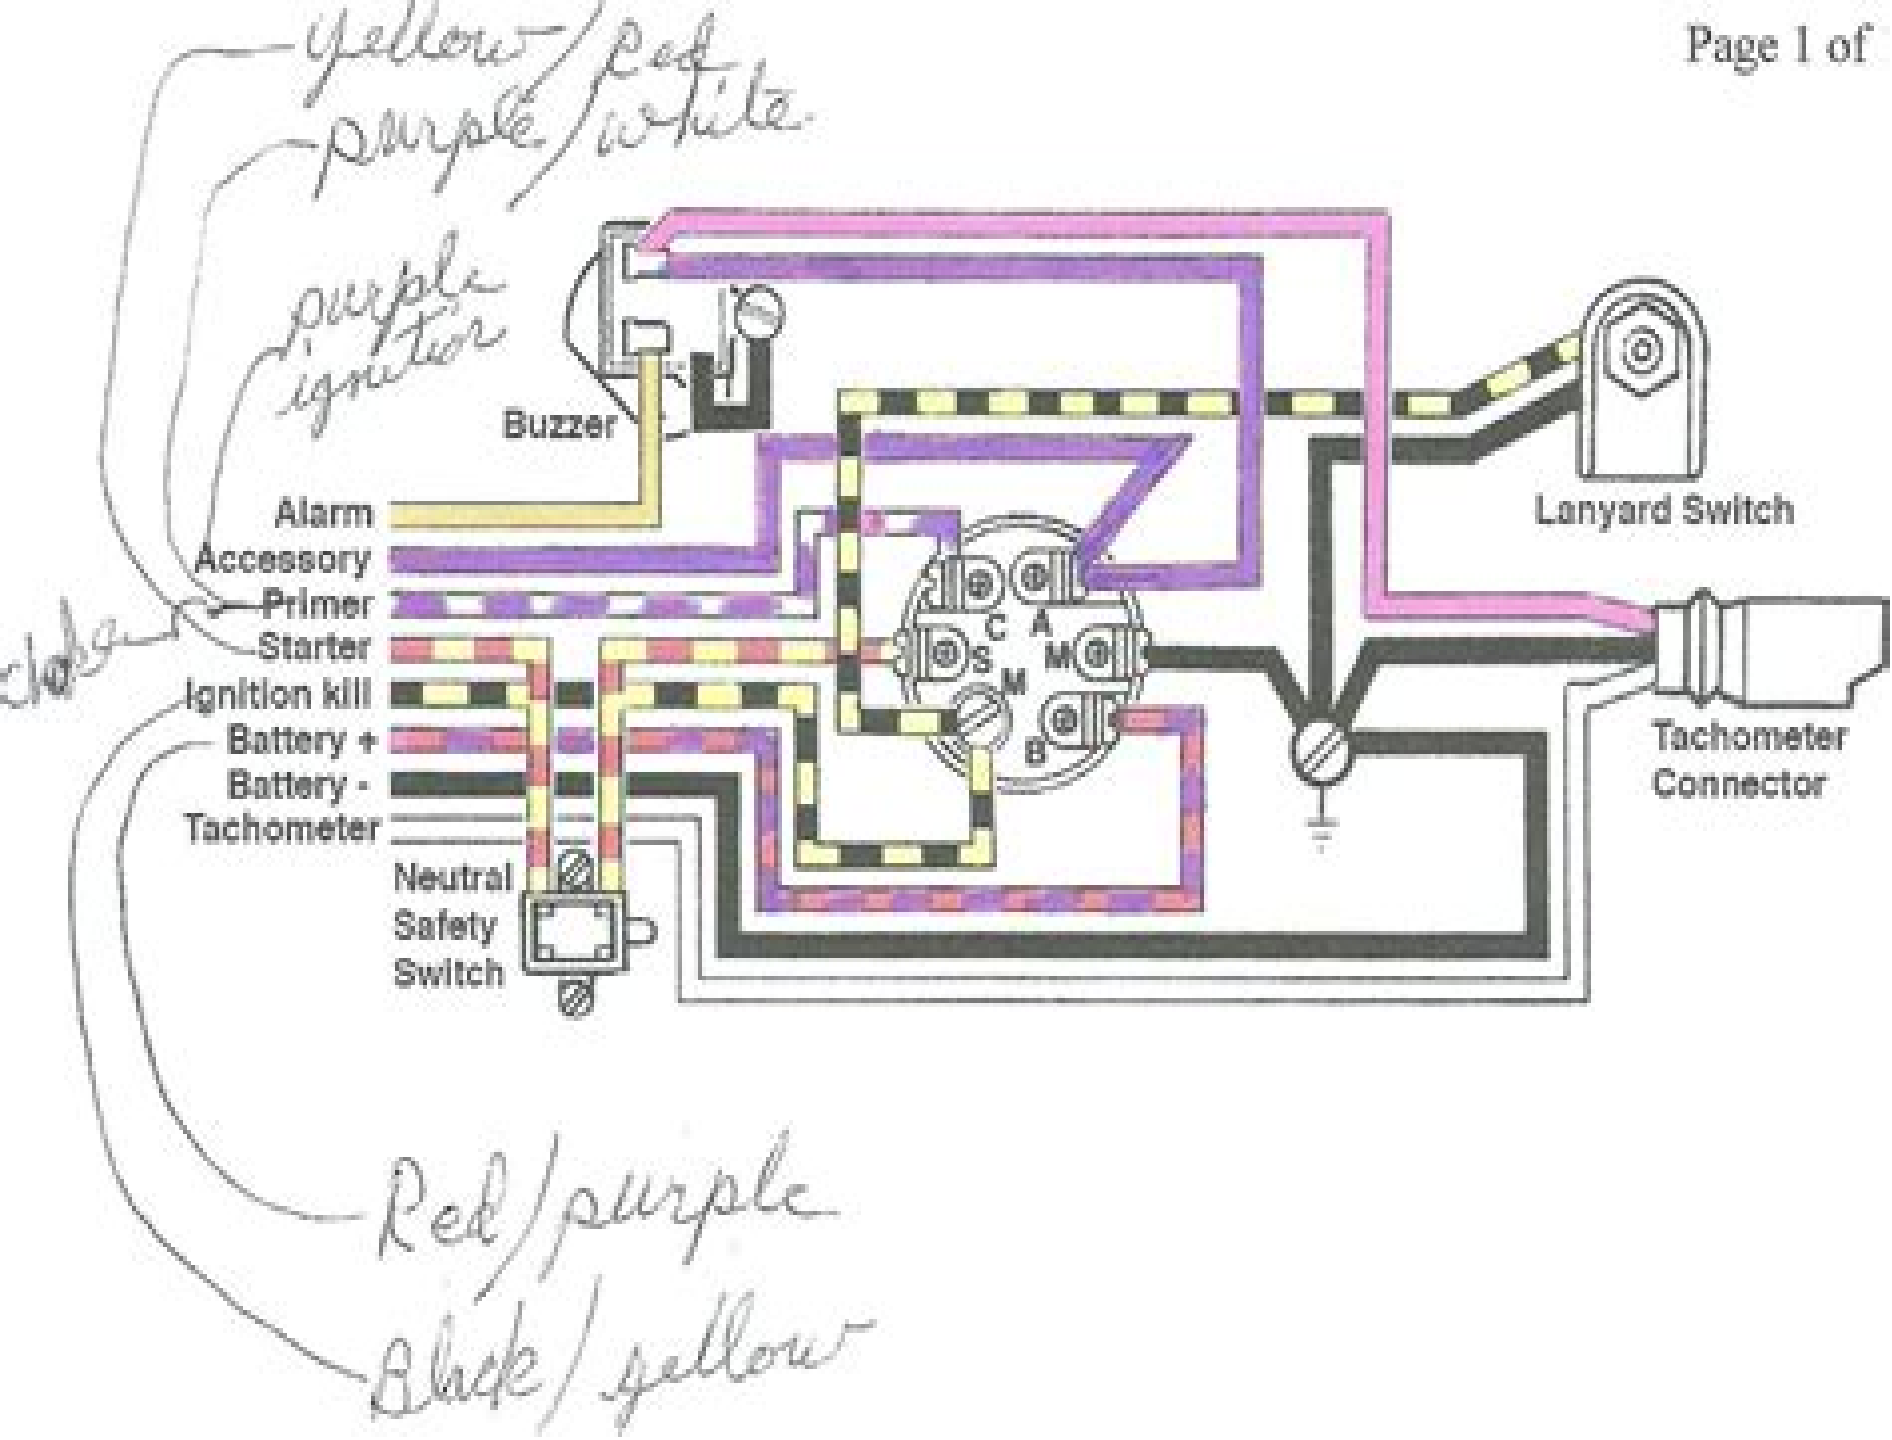 Page 1 of
yellow/Red
purple/white
purple
ignitior
Buzzer
Alarm
Accessory
Primer
choke
Starter
Ignition kill
Battery +
Battery -
Tachometer
Neutral
Safety
Switch
C A
S M
M
B
Lanyard Switch
Tachometer
Connector
Red/purple
Black/yellow